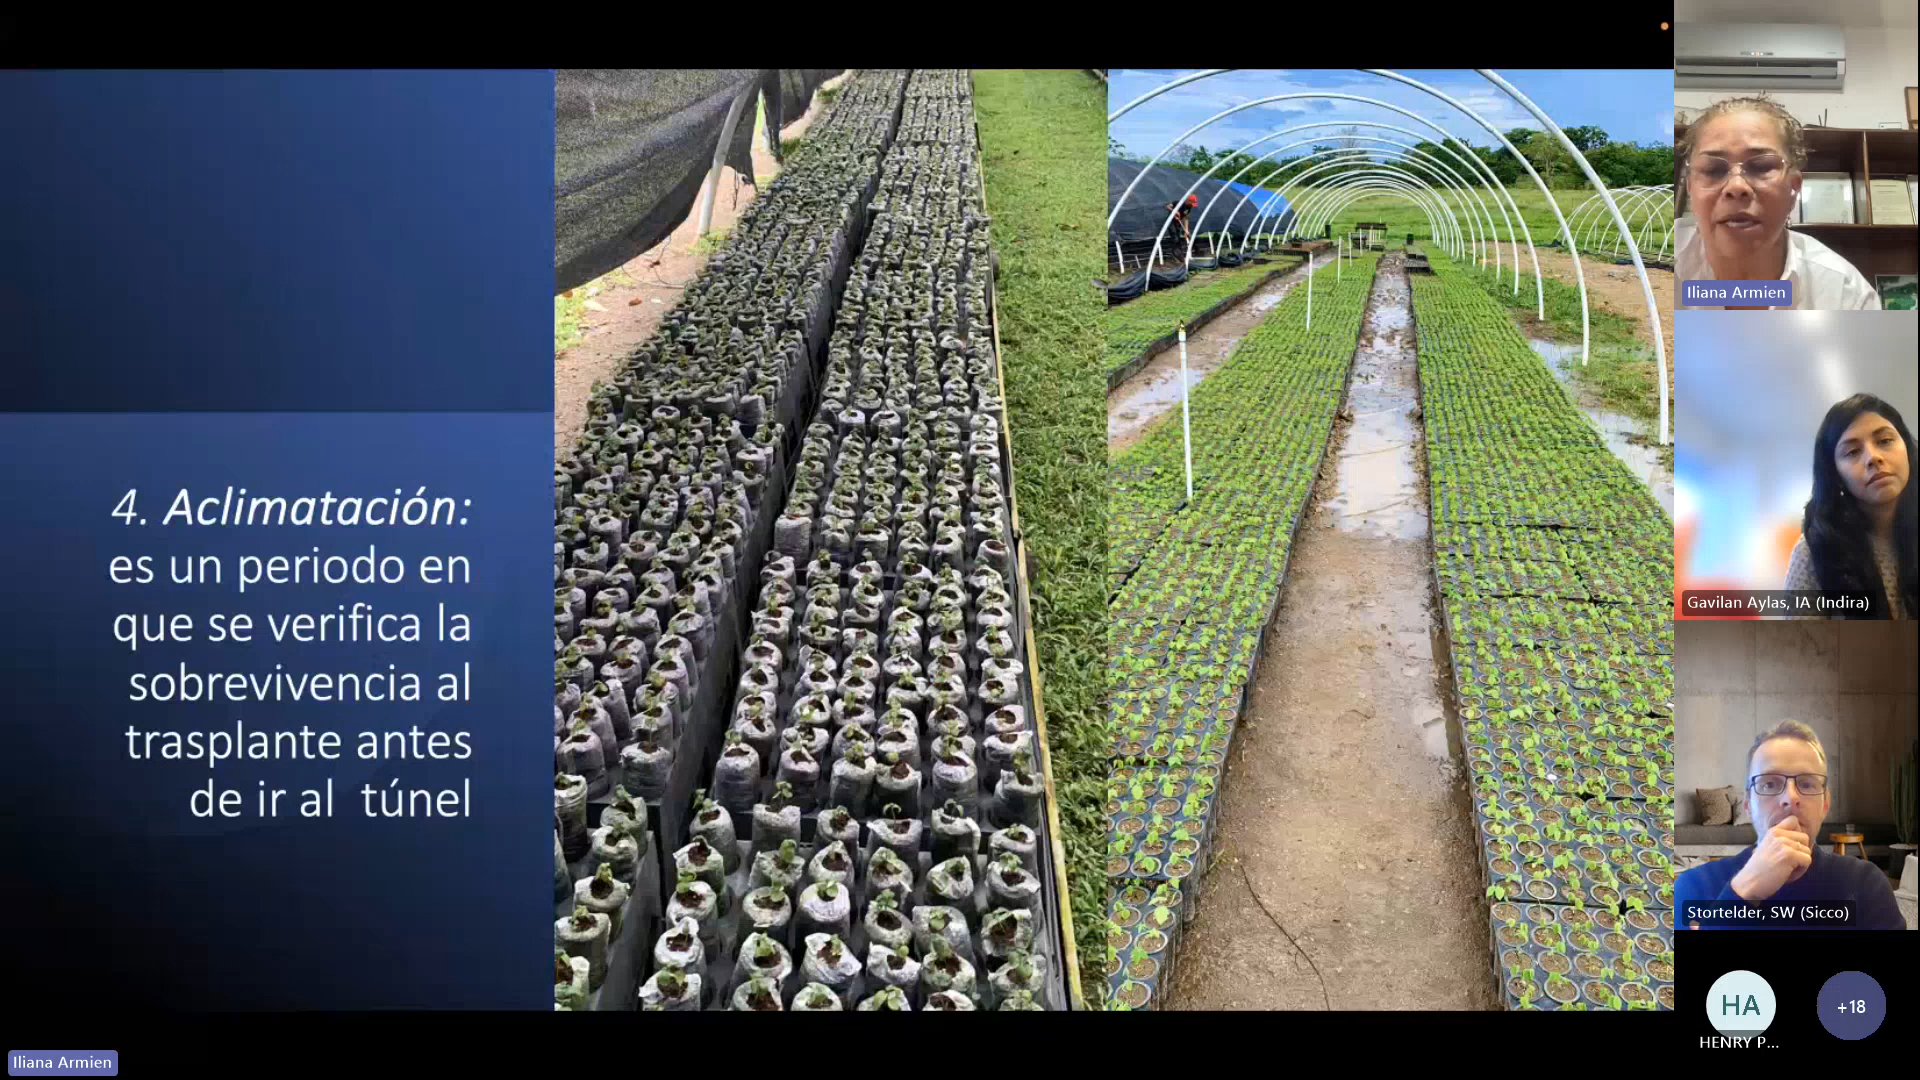 4. Aclimatación:
es un periodo en
que se verifica la
sobrevivencia al
trasplante antes
de ir al túnel
Iliana Armien
Gavilan Aylas, IA (Indira)
Stortelder, SW (Sicco)
HA
HENRY P...
+18
Iliana Armien